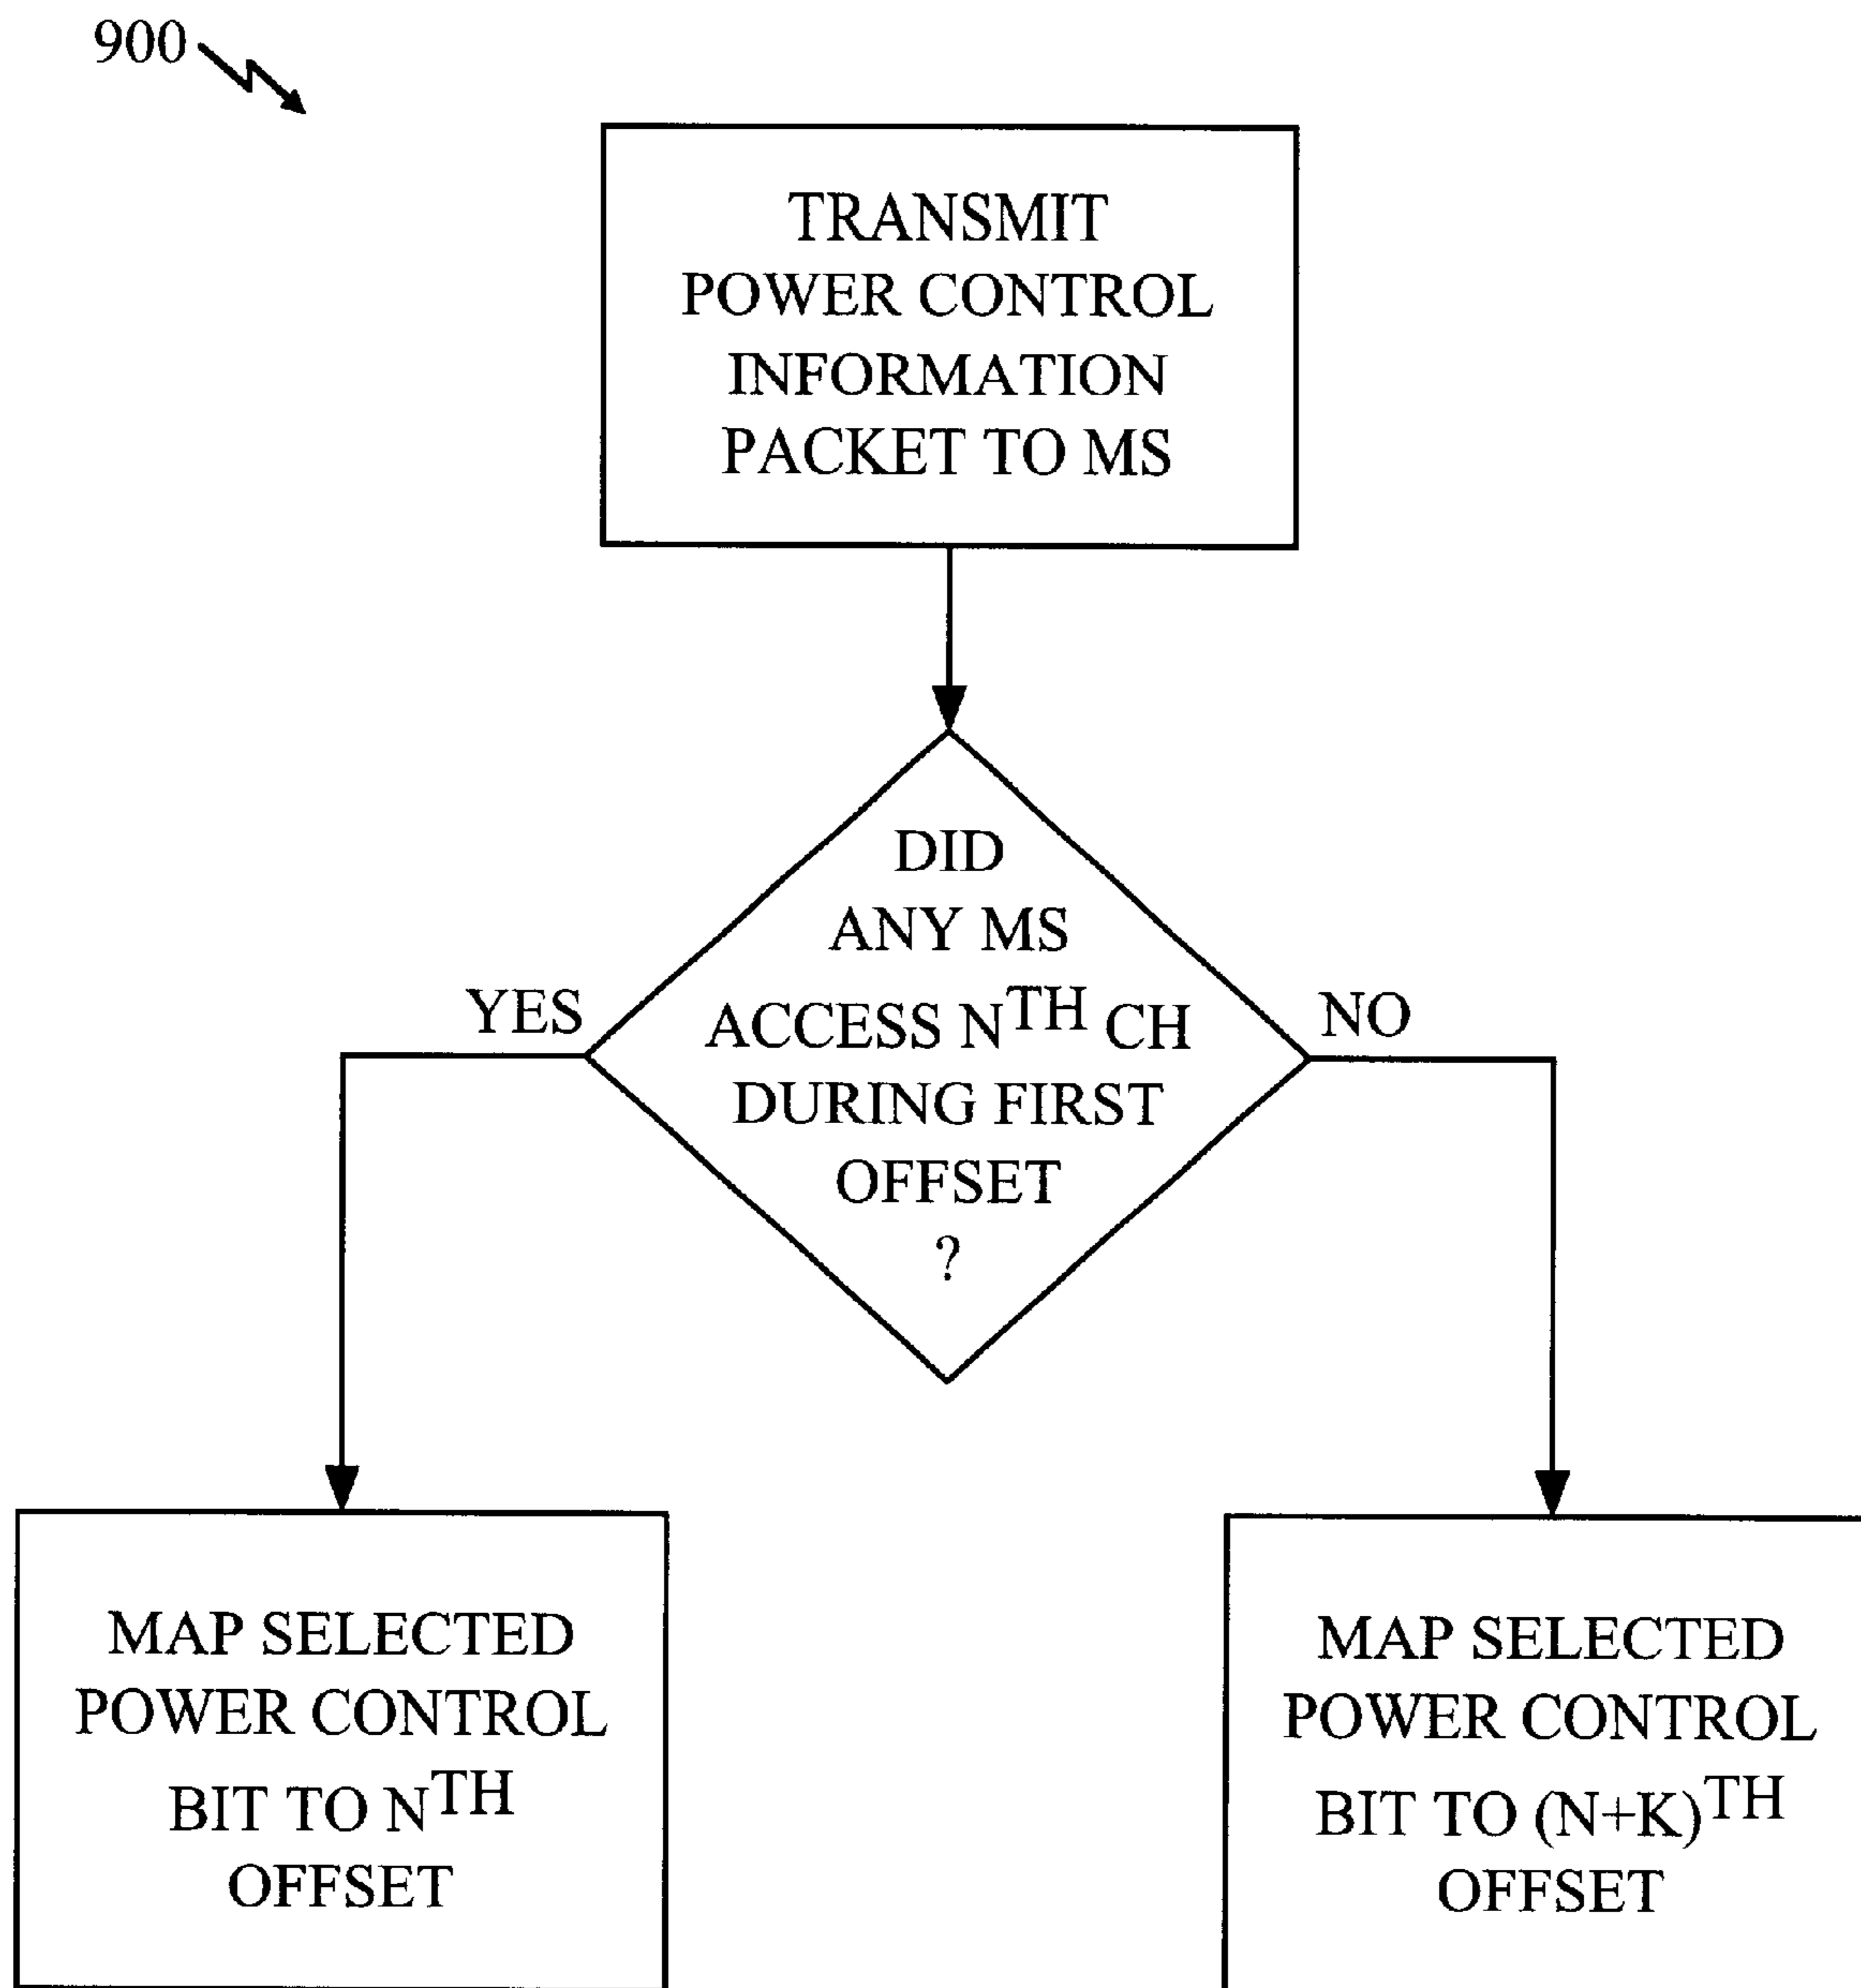 900
TRANSMIT
POWER CONTROL
INFORMATION
PACKET TO MS
DID
ANY MS
ACCESS NTH CH
DURING FIRST
OFFSET
?
YES
NO
MAP SELECTED
POWER CONTROL
BIT TO NTH
OFFSET
MAP SELECTED
POWER CONTROL
BIT TO (N+K)TH
OFFSET